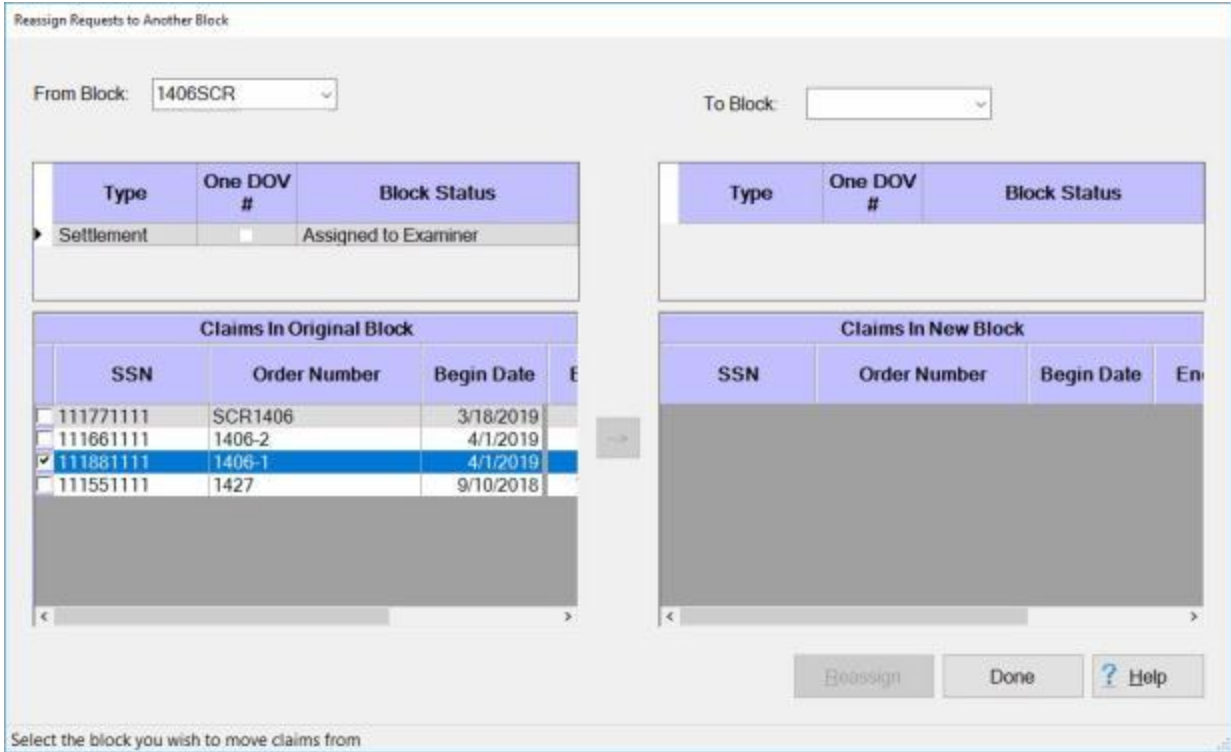 Reassign Requests to Another Block
From Block: 1406SCR
To Block:
Type One DOV # Block Status
Settlement Assigned to Examiner
Type One DOV # Block Status
Claims In Original Block
SSN Order Number Begin Date E
111771111 SCR1406 3/18/2019
111661111 1406-2 4/1/2019
111881111 1406-1 4/1/2019
111551111 1427 9/10/2018
-->
Claims In New Block
SSN Order Number Begin Date En
Reassign Done ? Help
Select the block you wish to move claims from